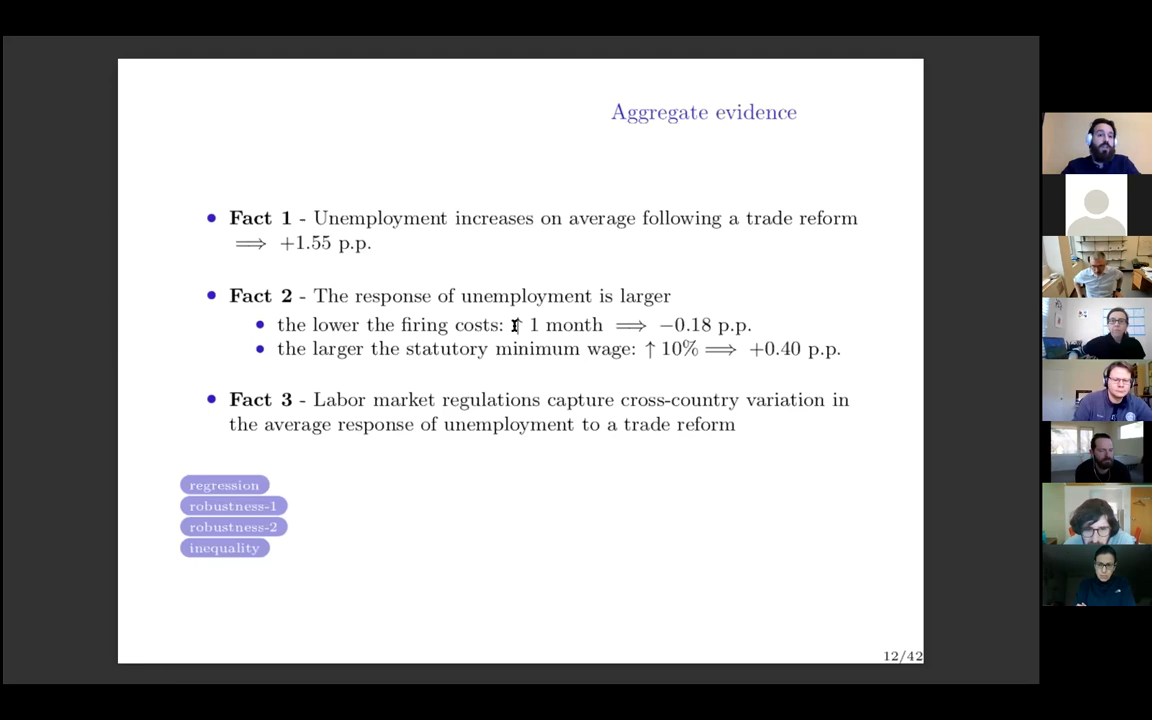 Aggregate evidence
• Fact 1 - Unemployment increases on average following a trade reform
⟹ +1.55 p.p.
• Fact 2 - The response of unemployment is larger
• the lower the firing costs: ↑ 1 month ⟹ −0.18 p.p.
• the larger the statutory minimum wage: ↑ 10% ⟹ +0.40 p.p.
• Fact 3 - Labor market regulations capture cross-country variation in
the average response of unemployment to a trade reform
regression
robustness-1
robustness-2
inequality
12/42